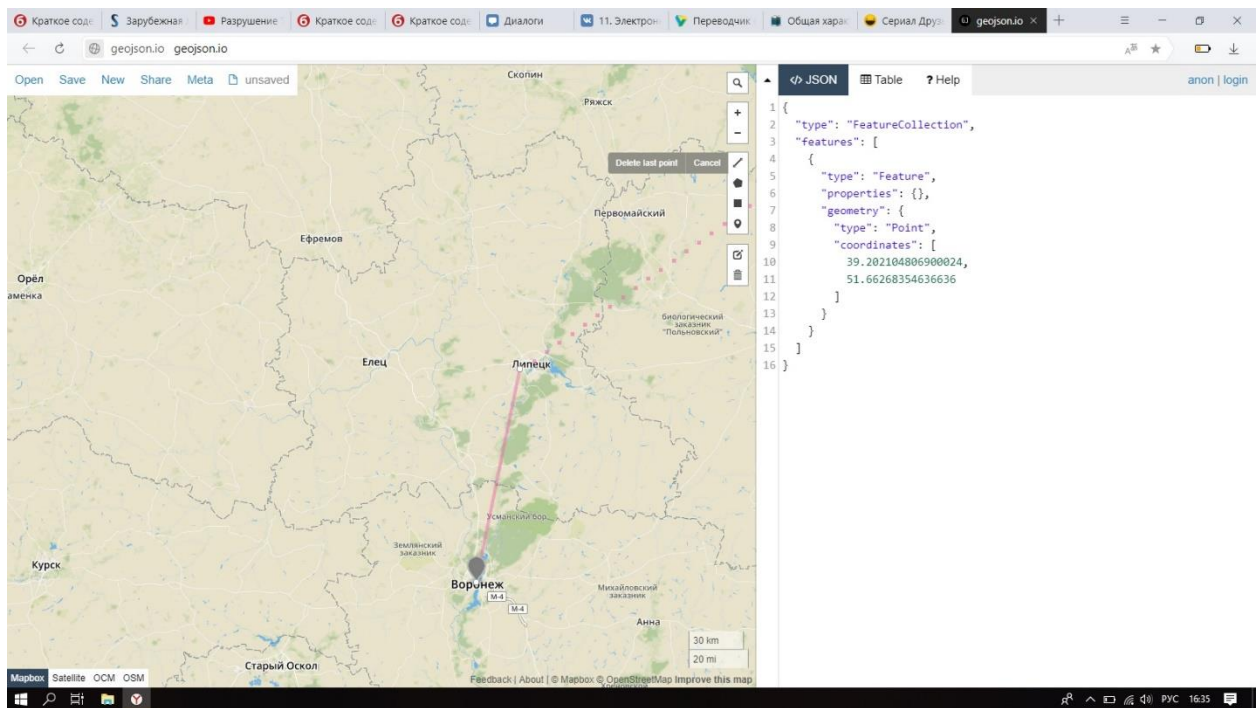 Краткое соде
Зарубежная
Разрушение
Краткое соде
Краткое соде
Диалоги
11. Электрон
Переводчик
Общая харак
Сериал Друз
geojson.io
geojson.io geojson.io
Open Save New Share Meta unsaved
</> JSON Table ? Help
anon | login
Скопин
Ряжск
Delete last point Cancel
Первомайский
Ефремов
Орёл
аменка
биологический
заказник
"Польновский"
Елец
Липецк
Усманский бор
Землянский
заказник
Курск
Воронеж
М-4
М-4
Михайловский
заказник
Анна
30 km
20 mi
Старый Оскол
Хреновской
Mapbox Satellite OCM OSM
Feedback | About | © Mapbox © OpenStreetMap Improve this map
1 {
2 "type": "FeatureCollection",
3 "features": [
4 {
5 "type": "Feature",
6 "properties": {},
7 "geometry": {
8 "type": "Point",
9 "coordinates": [
10 39.202104806900024,
11 51.66268354636636
12 ]
13 }
14 }
15 ]
16 }
РУС 16:35